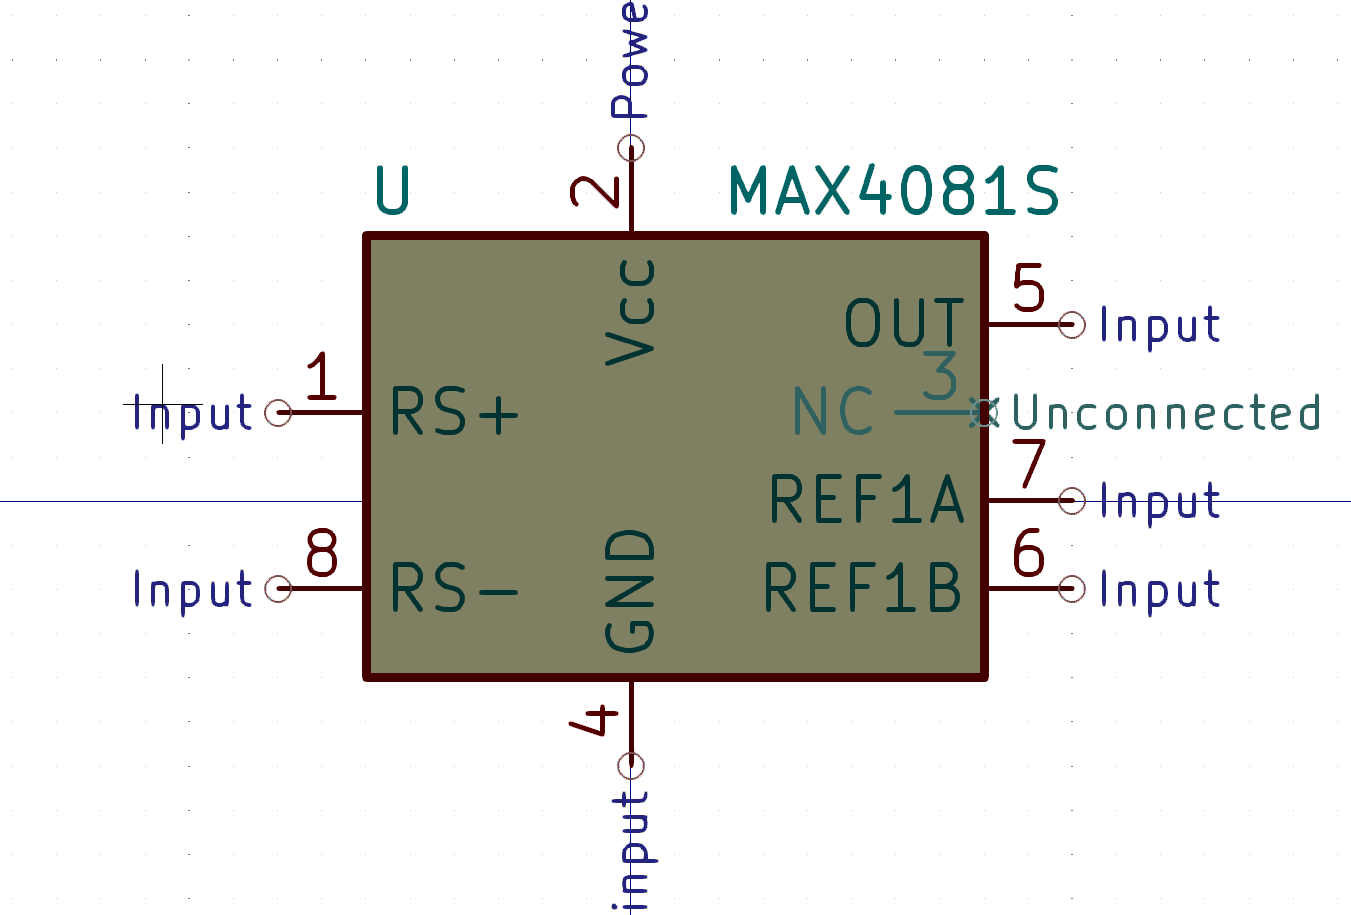 Powe
2
U
MAX4081S
Vcc
OUT
5
Input
Input
1
RS+
NC
3
Unconnected
REF1A
7
Input
Input
8
RS-
GND
REF1B
6
Input
4
input